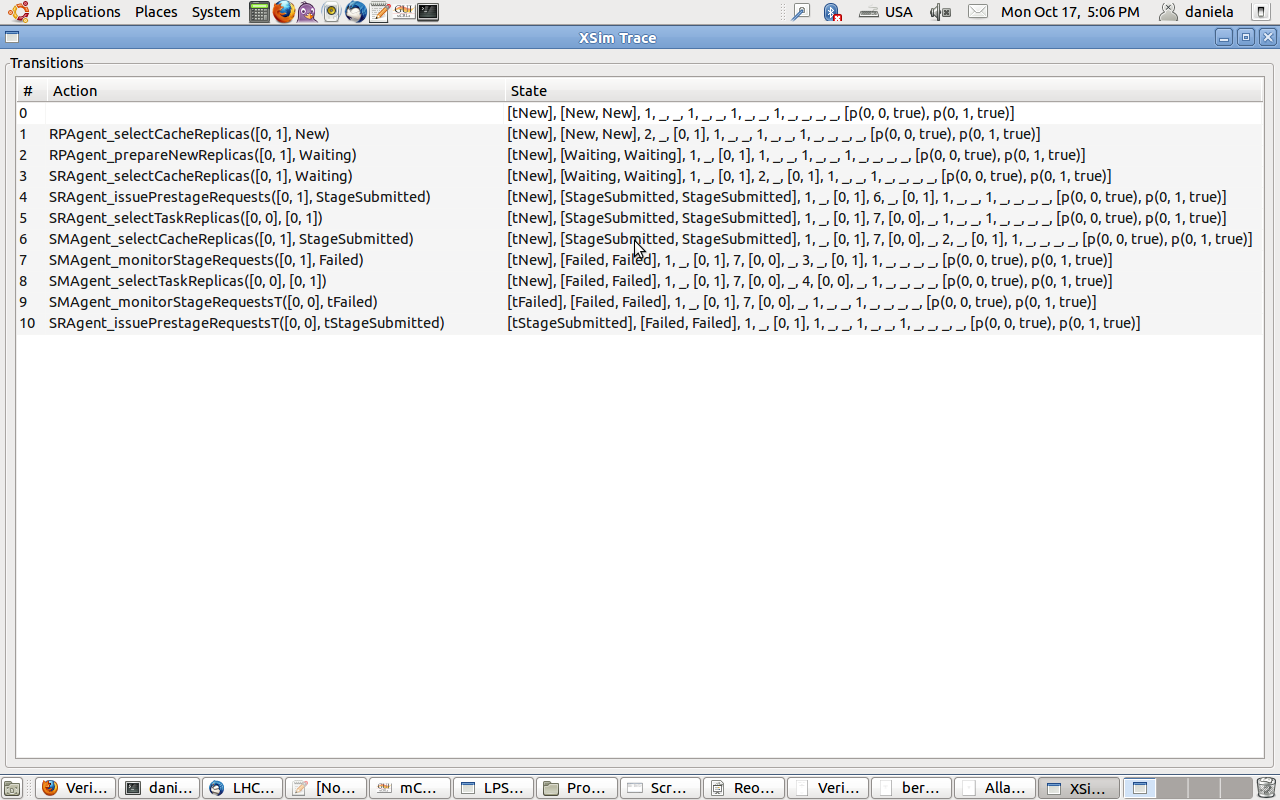 Applications Places System USA Mon Oct 17, 5:06 PM daniela
XSim Trace
Transitions
# Action State
0 [tNew], [New, New], 1, _, _, 1, _, _, 1, _, _, 1, _, _, _, _, [p(0, 0, true), p(0, 1, true)]
1 RPAgent_selectCacheReplicas([0, 1], New) [tNew], [New, New], 2, _, [0, 1], 1, _, _, 1, _, _, 1, _, _, _, _, [p(0, 0, true), p(0, 1, true)]
2 RPAgent_prepareNewReplicas([0, 1], Waiting) [tNew], [Waiting, Waiting], 1, _, [0, 1], 1, _, _, 1, _, _, 1, _, _, _, _, [p(0, 0, true), p(0, 1, true)]
3 SRAgent_selectCacheReplicas([0, 1], Waiting) [tNew], [Waiting, Waiting], 1, _, [0, 1], 2, _, [0, 1], 1, _, _, 1, _, _, _, _, [p(0, 0, true), p(0, 1, true)]
4 SRAgent_issuePrestageRequests([0, 1], StageSubmitted) [tNew], [StageSubmitted, StageSubmitted], 1, _, [0, 1], 6, _, [0, 1], 1, _, _, 1, _, _, _, _, [p(0, 0, true), p(0, 1, true)]
5 SRAgent_selectTaskReplicas([0, 0], [0, 1]) [tNew], [StageSubmitted, StageSubmitted], 1, _, [0, 1], 7, [0, 0], _, 1, _, _, 1, _, _, _, _, [p(0, 0, true), p(0, 1, true)]
6 SMAgent_selectCacheReplicas([0, 1], StageSubmitted) [tNew], [StageSubmitted, StageSubmitted], 1, _, [0, 1], 7, [0, 0], _, 2, _, [0, 1], 1, _, _, _, _, [p(0, 0, true), p(0, 1, true)]
7 SMAgent_monitorStageRequests([0, 1], Failed) [tNew], [Failed, Failed], 1, _, [0, 1], 7, [0, 0], _, 3, _, [0, 1], 1, _, _, _, _, [p(0, 0, true), p(0, 1, true)]
8 SMAgent_selectTaskReplicas([0, 0], [0, 1]) [tNew], [Failed, Failed], 1, _, [0, 1], 7, [0, 0], _, 4, [0, 0], _, 1, _, _, _, _, [p(0, 0, true), p(0, 1, true)]
9 SMAgent_monitorStageRequestsT([0, 0], tFailed) [tFailed], [Failed, Failed], 1, _, [0, 1], 7, [0, 0], _, 1, _, _, 1, _, _, _, _, [p(0, 0, true), p(0, 1, true)]
10 SRAgent_issuePrestageRequestsT([0, 0], tStageSubmitted) [tStageSubmitted], [Failed, Failed], 1, _, [0, 1], 1, _, _, 1, _, _, 1, _, _, _, _, [p(0, 0, true), p(0, 1, true)]
Veri... dani... LHC... [No... mC... LPS... Pro... Scr... Reo... Veri... ber... Alla... XSi...